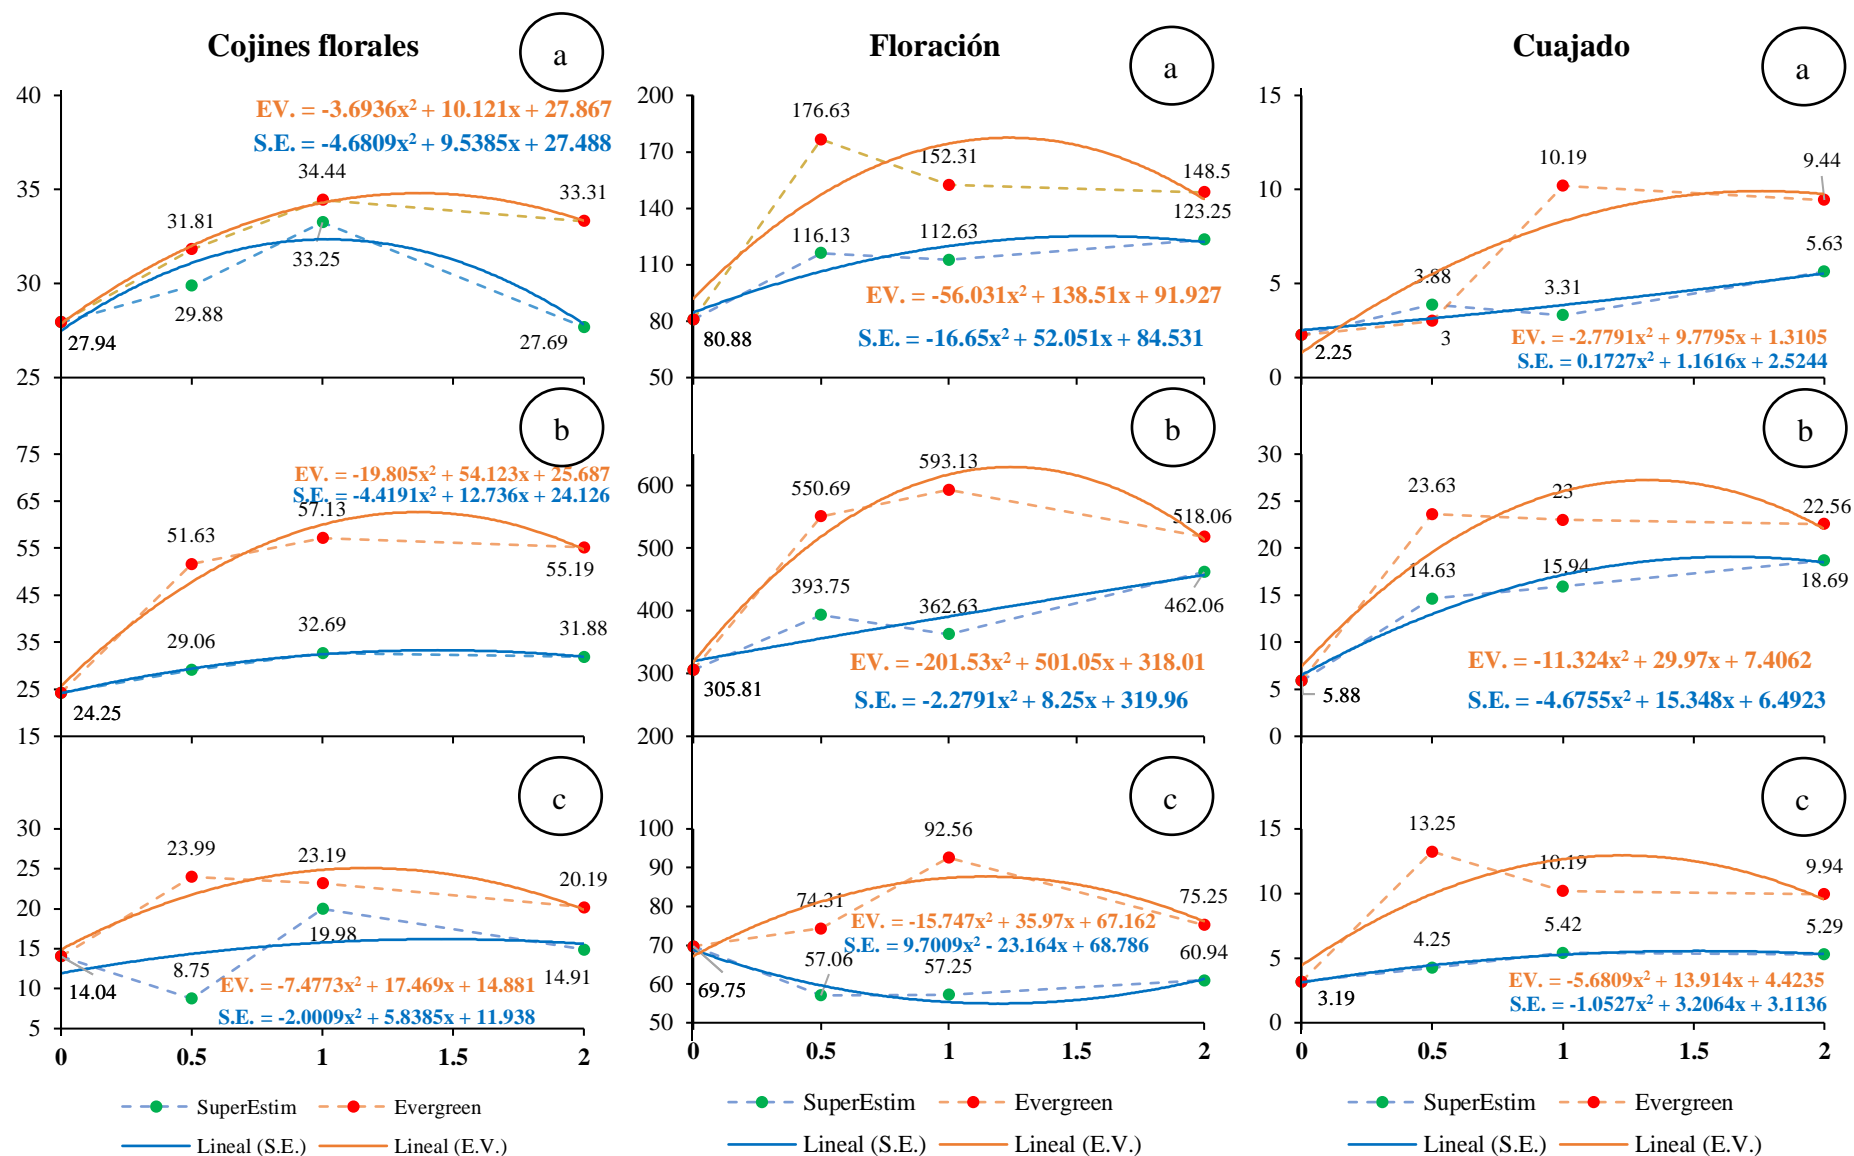 Cojines florales
a
EV. = -3.6936x² + 10.121x + 27.867
S.E. = -4.6809x² + 9.5385x + 27.488
40
35
30
25
27.94
31.81
29.88
34.44
33.25
33.31
27.69
Floración
a
200
170
140
110
80
50
176.63
152.31
148.5
123.25
116.13
112.63
80.88
EV. = -56.031x² + 138.51x + 91.927
S.E. = -16.65x² + 52.051x + 84.531
Cuajado
a
15
10
5
0
10.19
9.44
5.63
3.88
3.31
3
2.25
EV. = -2.7791x² + 9.7795x + 1.3105
S.E. = 0.1727x² + 1.1616x + 2.5244
b
75
65
55
45
35
25
15
EV. = -19.805x² + 54.123x + 25.687
S.E. = -4.4191x² + 12.736x + 24.126
51.63
57.13
55.19
29.06
32.69
31.88
24.25
b
600
500
400
300
200
550.69
593.13
518.06
393.75
362.63
462.06
305.81
EV. = -201.53x² + 501.05x + 318.01
S.E. = -2.2791x² + 8.25x + 319.96
b
30
25
20
15
10
5
0
23.63
23
22.56
14.63
15.94
18.69
5.88
EV. = -11.324x² + 29.97x + 7.4062
S.E. = -4.6755x² + 15.348x + 6.4923
c
30
25
20
15
10
5
23.99
23.19
20.19
19.98
8.75
14.91
14.04
EV. = -7.4773x² + 17.469x + 14.881
S.E. = -2.0009x² + 5.8385x + 11.938
0 0.5 1 1.5 2
SuperEstim
Evergreen
Lineal (S.E.)
Lineal (E.V.)
c
100
90
80
70
60
50
92.56
74.31
75.25
EV. = -15.747x² + 35.97x + 67.162
S.E. = 9.7009x² - 23.164x + 68.786
57.06
57.25
60.94
69.75
0 0.5 1 1.5 2
SuperEstim
Evergreen
Lineal (S.E.)
Lineal (E.V.)
c
15
10
5
0
13.25
10.19
9.94
4.25
5.42
5.29
3.19
EV. = -5.6809x² + 13.914x + 4.4235
S.E. = -1.0527x² + 3.2064x + 3.1136
0 0.5 1 1.5 2
SuperEstim
Evergreen
Lineal (S.E.)
Lineal (E.V.)